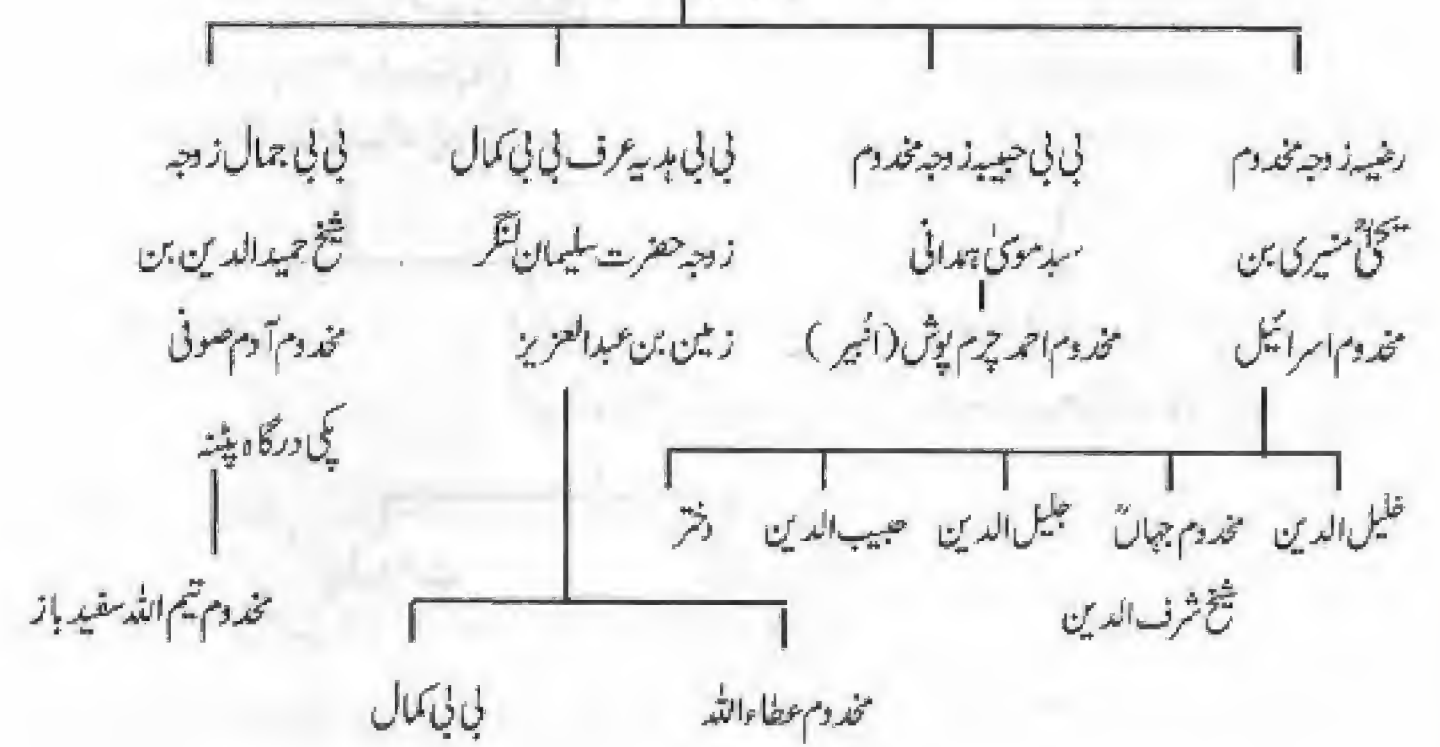 رضیہ زوجہ مخدوم
یحییٰؒ منیری بن
مخدوم اسرائیل
بی بی حبیبہ زوجہ مخدوم
سید موسیٰ ہمدانی
مخدوم احمد چرم پوش (انبیر)
بی بی ہدیہ عرف بی بی کمال
زوجہ حضرت سلیمان لنگر
زمین بن عبدالعزیز
بی بی جمال زوجہ
شیخ حمیدالدین بن
مخدوم آدم صوفی
پکی درگاہ پٹنہ
خلیل الدین
مخدوم جہاںؒ
شیخ شرف الدین
جلیل الدین
حبیب الدین
دختر
مخدوم تیم اللہ سفید باز
مخدوم عطاء اللہ
بی بی کمال